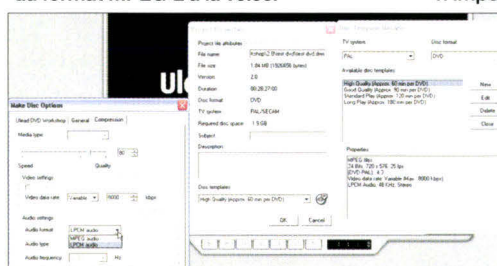 Project file attributes
File name:
File size: 1.84 MB
Version: 2.0
Duration: 00:28:27:00
Disc format: DVD
TV system: PAL/SECAM
Required disc space: 1.9 GB
Subject:
Description:
Disc templates
High Quality (Approx. 60 min per DVD)
OK Cancel
TV system: Disc format
PAL DVD
Available disc templates:
High Quality (Approx. 60 min per DVD)
Good Quality (Approx. 90 min per DVD)
Standard Play (Approx. 120 min per DVD)
Long Play (Approx. 180 min per DVD)
New
Edit
Delete
Close
Properties:
MPEG files
24 Bits, 720 x 576, 25 fps
(DVD-PAL), 4:3
Video data rate: Variable (Max. 8000 kbps)
LPCM Audio, 48 KHz, Stereo
Ule
Make Disc Options
Ulead DVD Workshop General Compression
Media type:
Speed Quality
Video settings
Video data rate: Variable 8000 kbps
Audio settings
Audio format: LPCM audio
MPEG audio
LPCM audio
Audio type
Audio frequency: Hz